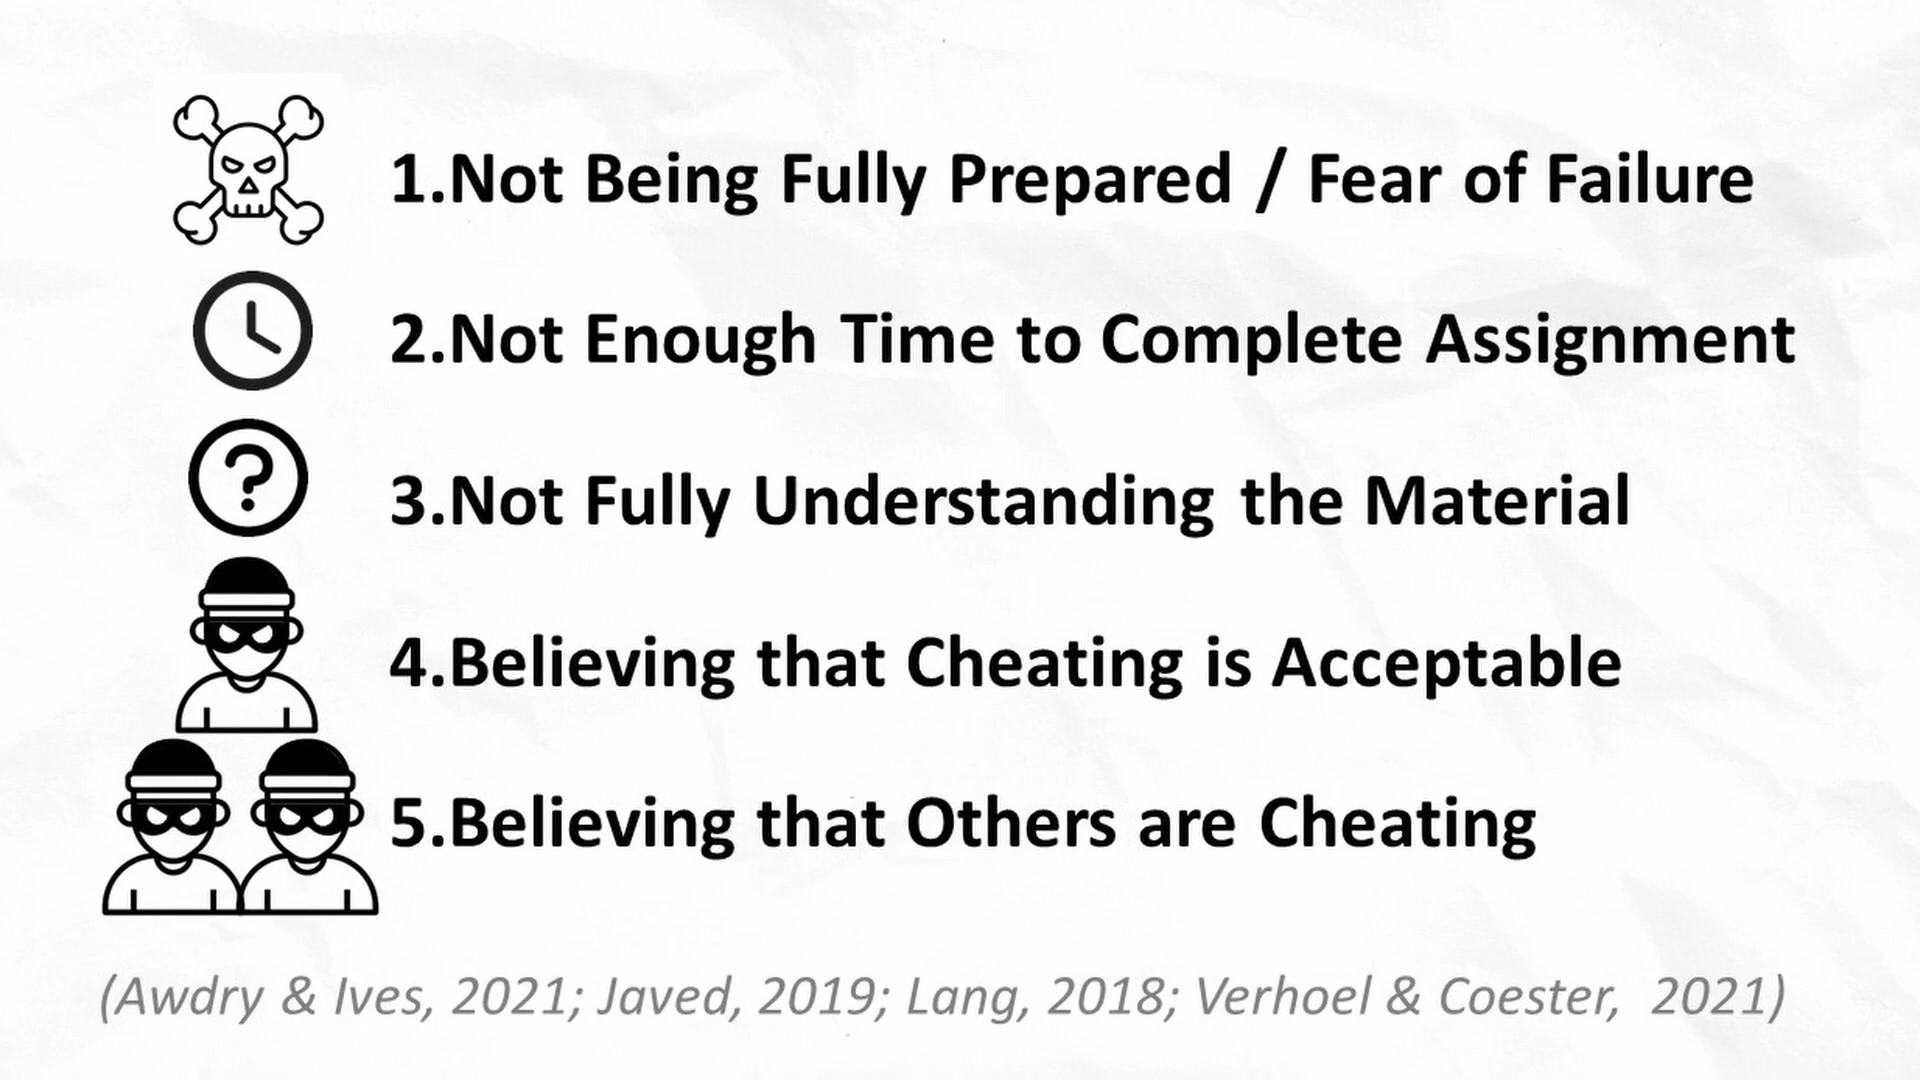 1.Not Being Fully Prepared / Fear of Failure
2.Not Enough Time to Complete Assignment
3.Not Fully Understanding the Material
4.Believing that Cheating is Acceptable
5.Believing that Others are Cheating
(Awdry & Ives, 2021; Javed, 2019; Lang, 2018; Verhoel & Coester, 2021)